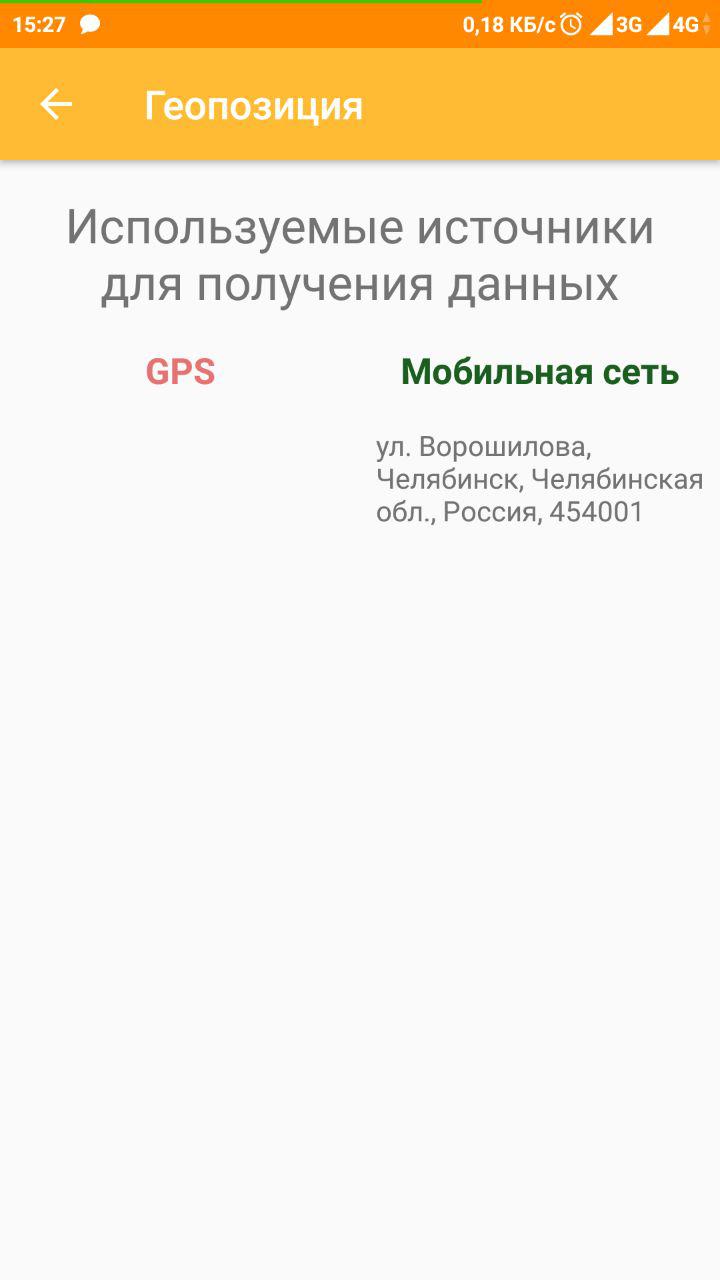 15:27 0,18 КБ/с 3G 4G
Геопозиция
Используемые источники
для получения данных
GPS Мобильная сеть
ул. Ворошилова,
Челябинск, Челябинская
обл., Россия, 454001